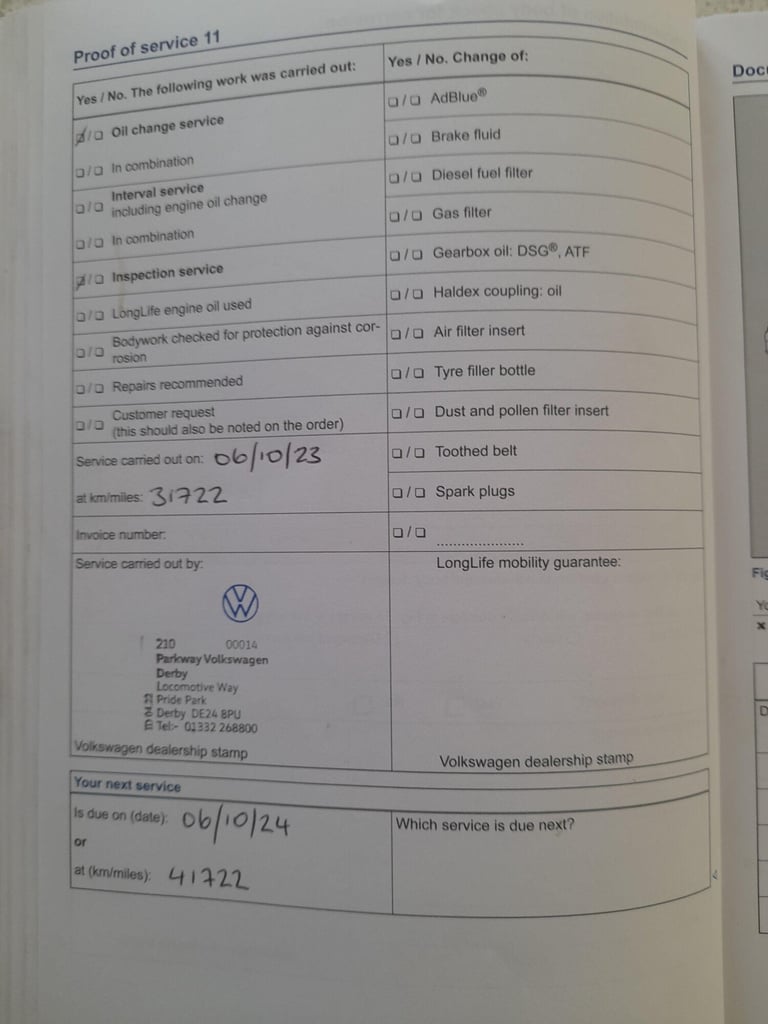 Proof of service 11
Yes / No. The following work was carried out:
☑/☐ Oil change service
☐/☐ In combination
☐/☐ Interval service
including engine oil change
☐/☐ In combination
☑/☐ Inspection service
☐/☐ LongLife engine oil used
☐/☐ Bodywork checked for protection against cor-
rosion
☐/☐ Repairs recommended
☐/☐ Customer request
(this should also be noted on the order)
Service carried out on: 06/10/23
at km/miles: 31722
Invoice number:
Service carried out by:
210 00014
Parkway Volkswagen
Derby
Locomotive Way
Pride Park
Derby DE24 8PU
Tel:- 01332 268800
Volkswagen dealership stamp
Yes / No. Change of:
☐/☐ AdBlue®
☐/☐ Brake fluid
☐/☐ Diesel fuel filter
☐/☐ Gas filter
☐/☐ Gearbox oil: DSG®, ATF
☐/☐ Haldex coupling: oil
☐/☐ Air filter insert
☐/☐ Tyre filler bottle
☐/☐ Dust and pollen filter insert
☐/☐ Toothed belt
☐/☐ Spark plugs
☐/☐ ......................
LongLife mobility guarantee:
Volkswagen dealership stamp
Your next service
Is due on (date): 06/10/24
or
at (km/miles): 41722
Which service is due next?